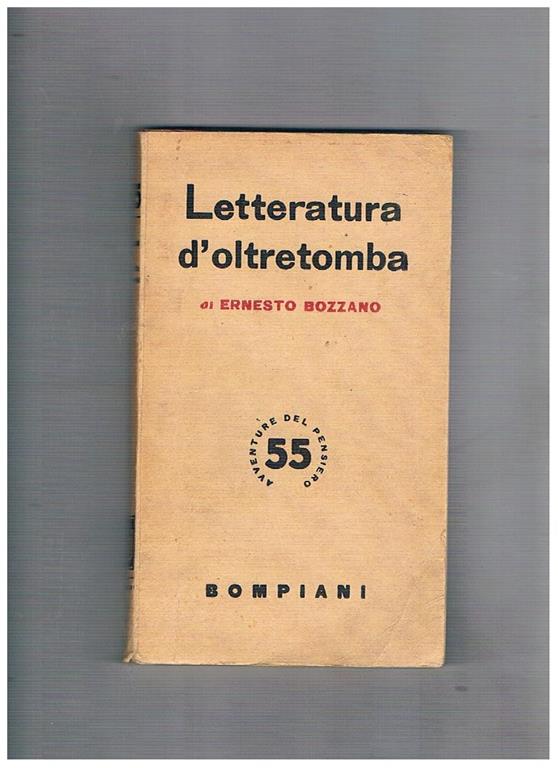 Letteratura
d'oltretomba
di ERNESTO BOZZANO
AVVENTURE DEL PENSIERO
55
BOMPIANI